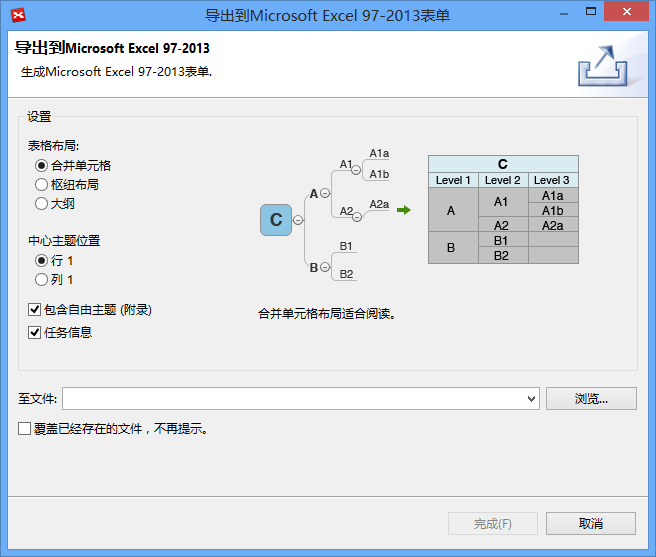 导出到Microsoft Excel 97-2013表单
导出到Microsoft Excel 97-2013
生成Microsoft Excel 97-2013表单.
设置
表格布局:
合并单元格
枢纽布局
大纲
中心主题位置
行 1
列 1
包含自由主题 (附录)
任务信息
C
A
A1
A1a
A1b
A2
A2a
B
B1
B2
C
Level 1 Level 2 Level 3
A A1 A1a
A1b
A2 A2a
B B1
B2
合并单元格布局适合阅读。
至文件:
浏览...
覆盖已经存在的文件，不再提示。
完成(F)
取消